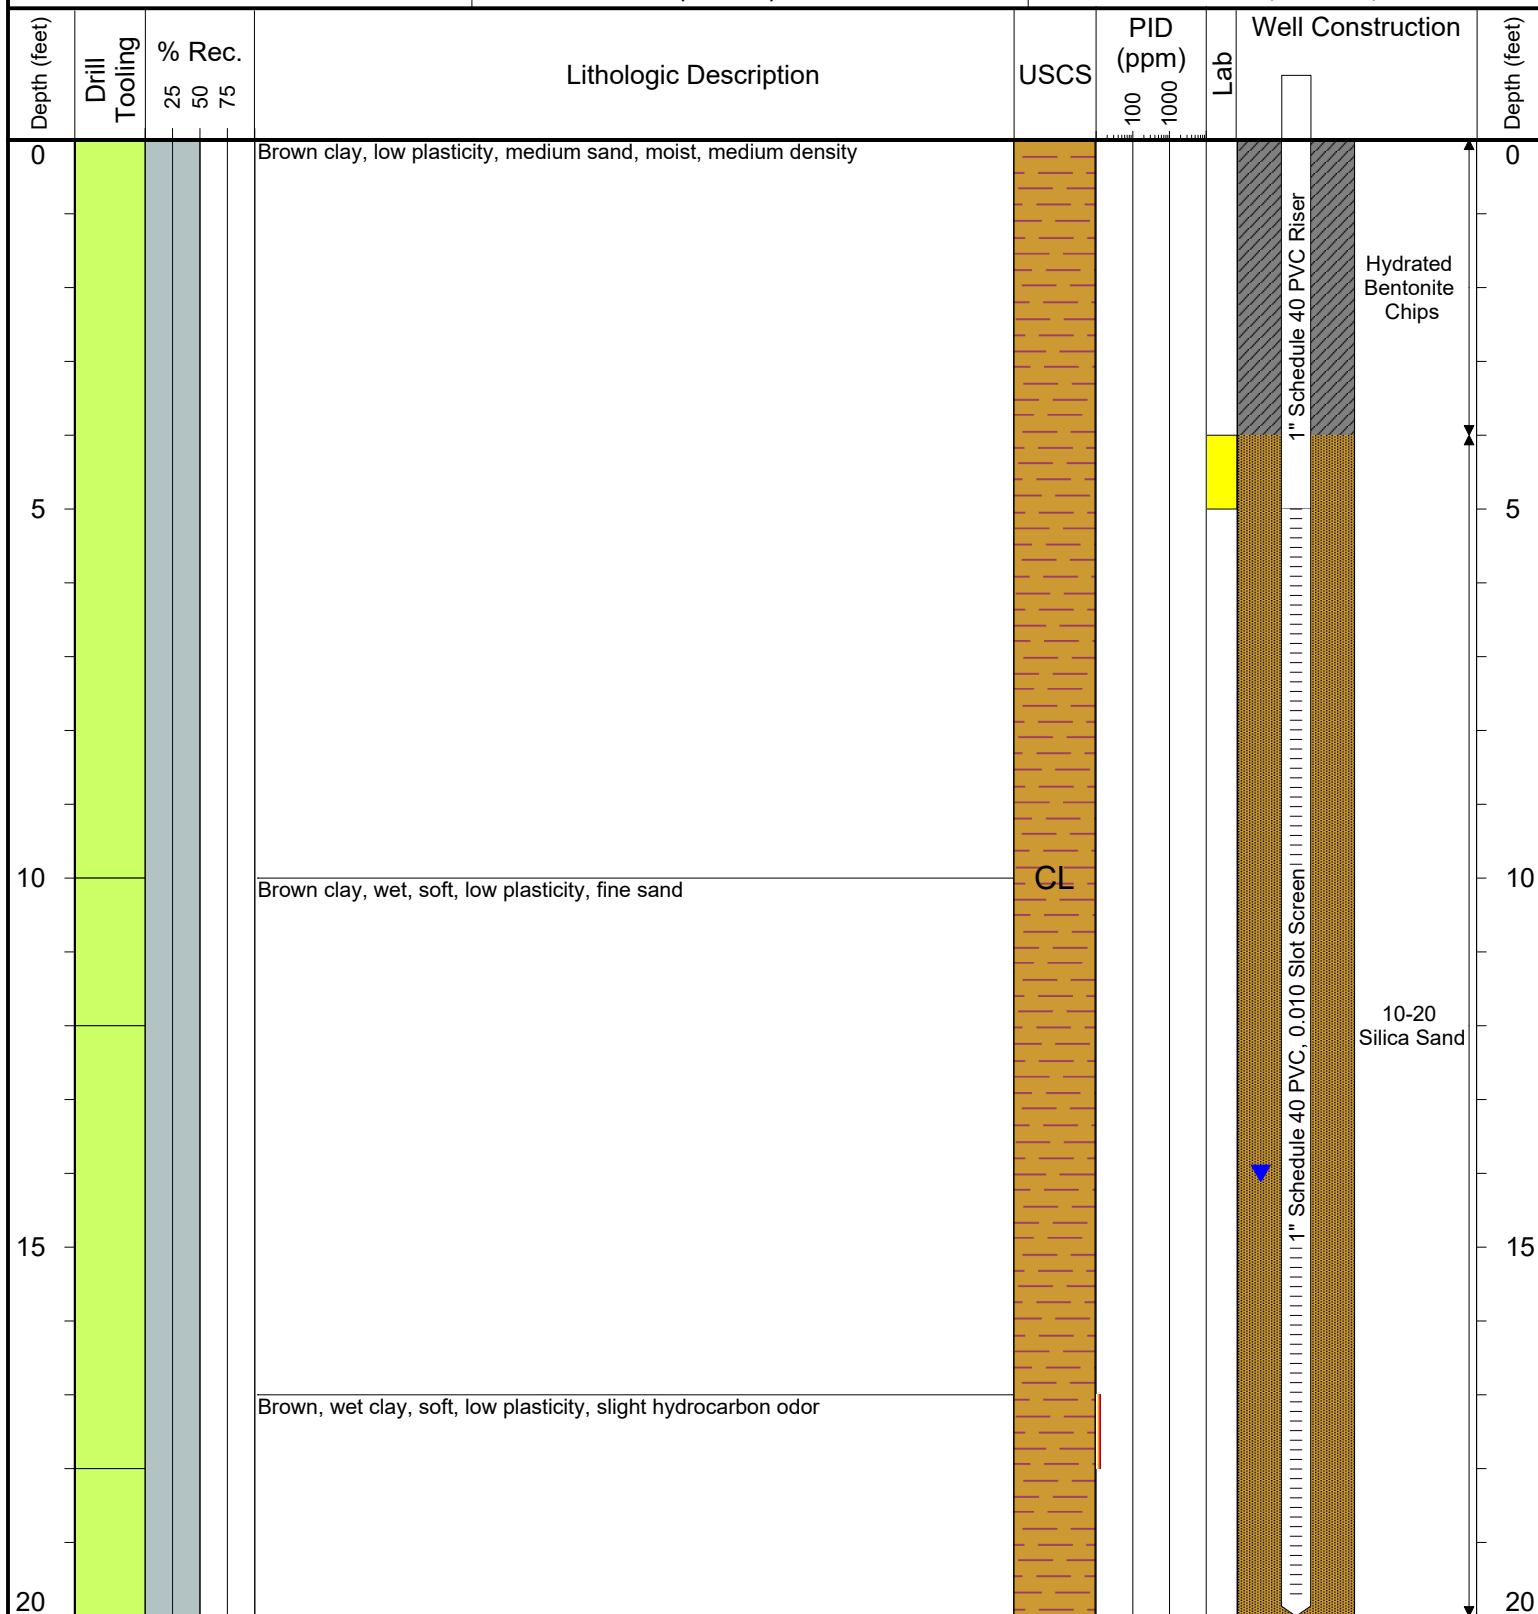 Depth (feet)
Drill
Tooling
% Rec.
25
50
75
Lithologic Description
USCS
PID
(ppm)
100
1000
Lab
Well Construction
Depth (feet)
0
Brown clay, low plasticity, medium sand, moist, medium density
0
1" Schedule 40 PVC Riser
Hydrated
Bentonite
Chips
5
5
10
Brown clay, wet, soft, low plasticity, fine sand
CL
10
1" Schedule 40 PVC, 0.010 Slot Screen
10-20
Silica Sand
15
15
Brown, wet clay, soft, low plasticity, slight hydrocarbon odor
20
20